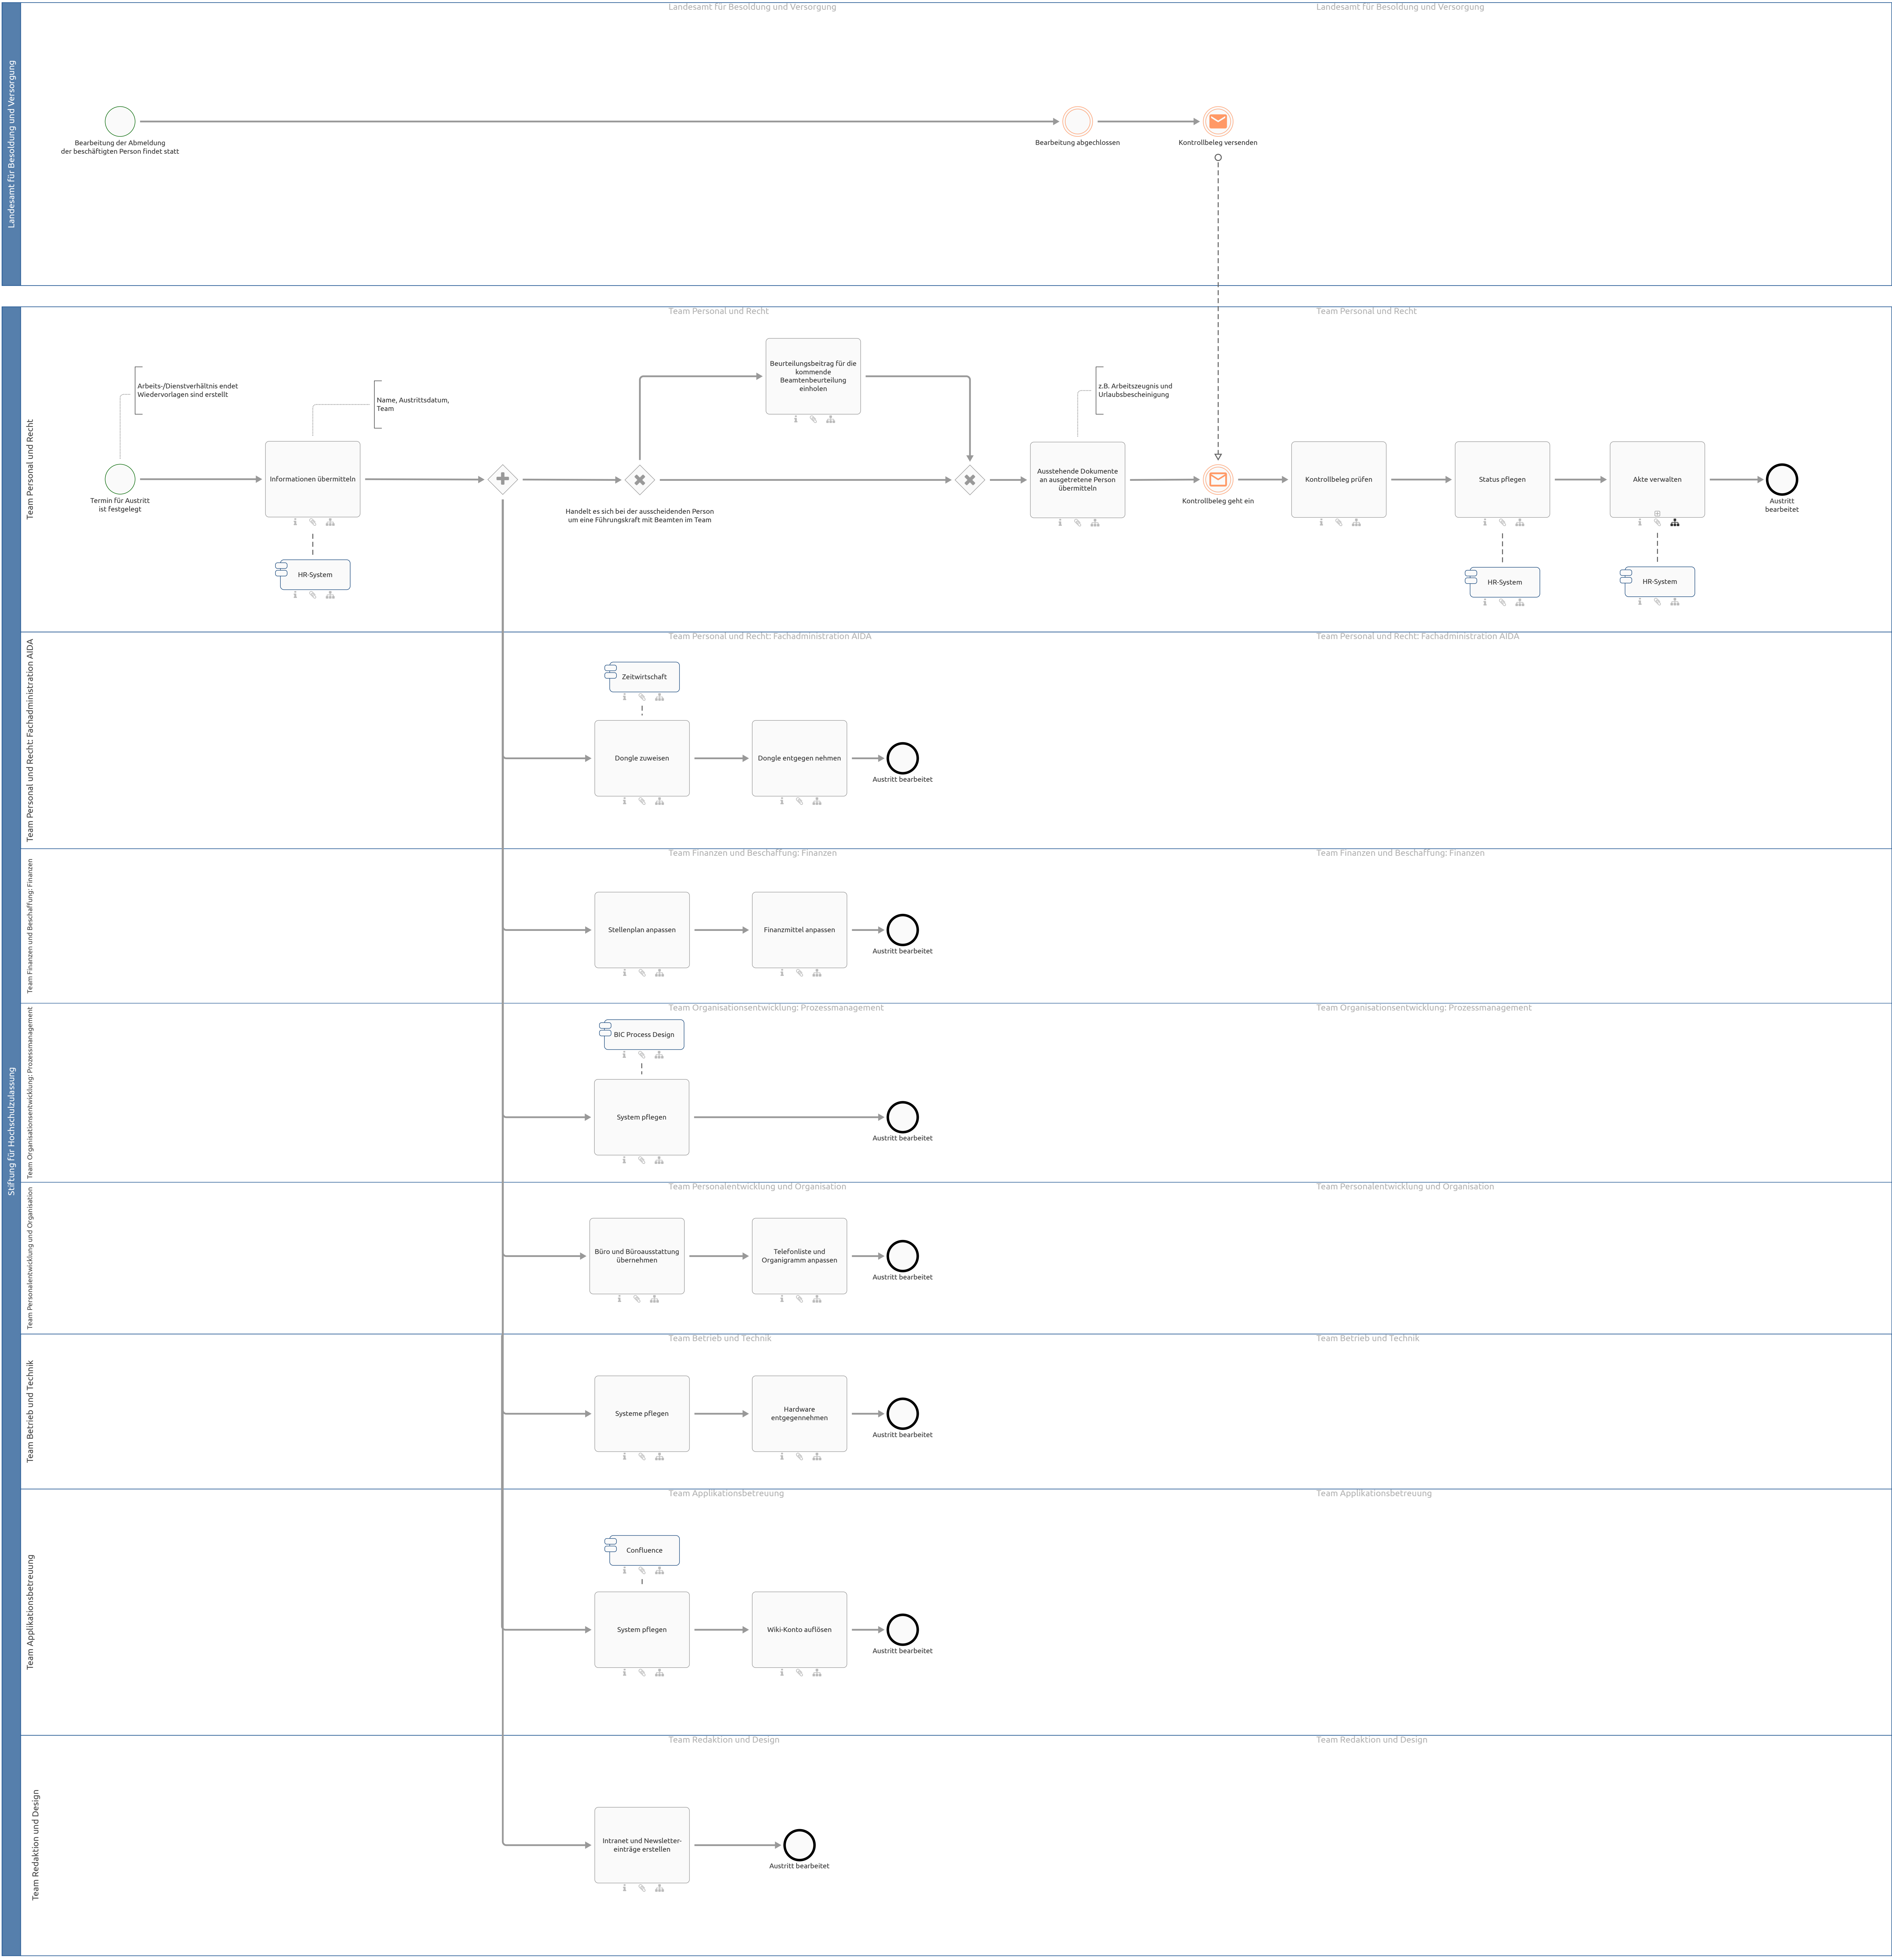 Landesamt für Besoldung und Versorgung
Landesamt für Besoldung und Versorgung
Landesamt für Besoldung und Versorgung
Bearbeitung der Abmeldung
der beschäftigten Person findet statt
Bearbeitung abgeschlossen
Kontrollbeleg versenden
Stiftung für Hochschulzulassung
Team Personal und Recht
Team Personal und Recht
Team Personal und Recht
Arbeits-/Dienstverhältnis endet
Wiedervorlagen sind erstellt
Name, Austrittsdatum,
Team
Beurteilungsbeitrag für die
kommende
Beamtenbeurteilung
einholen
z.B. Arbeitszeugnis und
Urlaubsbescheinigung
Termin für Austritt
ist festgelegt
Informationen übermitteln
HR-System
Handelt es sich bei der ausscheidenden Person
um eine Führungskraft mit Beamten im Team
Ausstehende Dokumente
an ausgetretene Person
übermitteln
Kontrollbeleg geht ein
Kontrollbeleg prüfen
Status pflegen
HR-System
Akte verwalten
HR-System
Austritt
bearbeitet
Team Personal und Recht: Fachadministration AIDA
Team Personal und Recht: Fachadministration AIDA
Team Personal und Recht: Fachadministration AIDA
Zeitwirtschaft
Dongle zuweisen
Dongle entgegen nehmen
Austritt bearbeitet
Team Finanzen und Beschaffung: Finanzen
Team Finanzen und Beschaffung: Finanzen
Team Finanzen und Beschaffung: Finanzen
Stellenplan anpassen
Finanzmittel anpassen
Austritt bearbeitet
Team Organisationsentwicklung: Prozessmanagement
Team Organisationsentwicklung: Prozessmanagement
Team Organisationsentwicklung: Prozessmanagement
BIC Process Design
System pflegen
Austritt bearbeitet
Team Personalentwicklung und Organisation
Team Personalentwicklung und Organisation
Team Personalentwicklung und Organisation
Büro und Büroausstattung
übernehmen
Telefonliste und
Organigramm anpassen
Austritt bearbeitet
Team Betrieb und Technik
Team Betrieb und Technik
Team Betrieb und Technik
Systeme pflegen
Hardware
entgegennehmen
Austritt bearbeitet
Team Applikationsbetreuung
Team Applikationsbetreuung
Team Applikationsbetreuung
Confluence
System pflegen
Wiki-Konto auflösen
Austritt bearbeitet
Team Redaktion und Design
Team Redaktion und Design
Team Redaktion und Design
Intranet und Newsletter-
einträge erstellen
Austritt bearbeitet